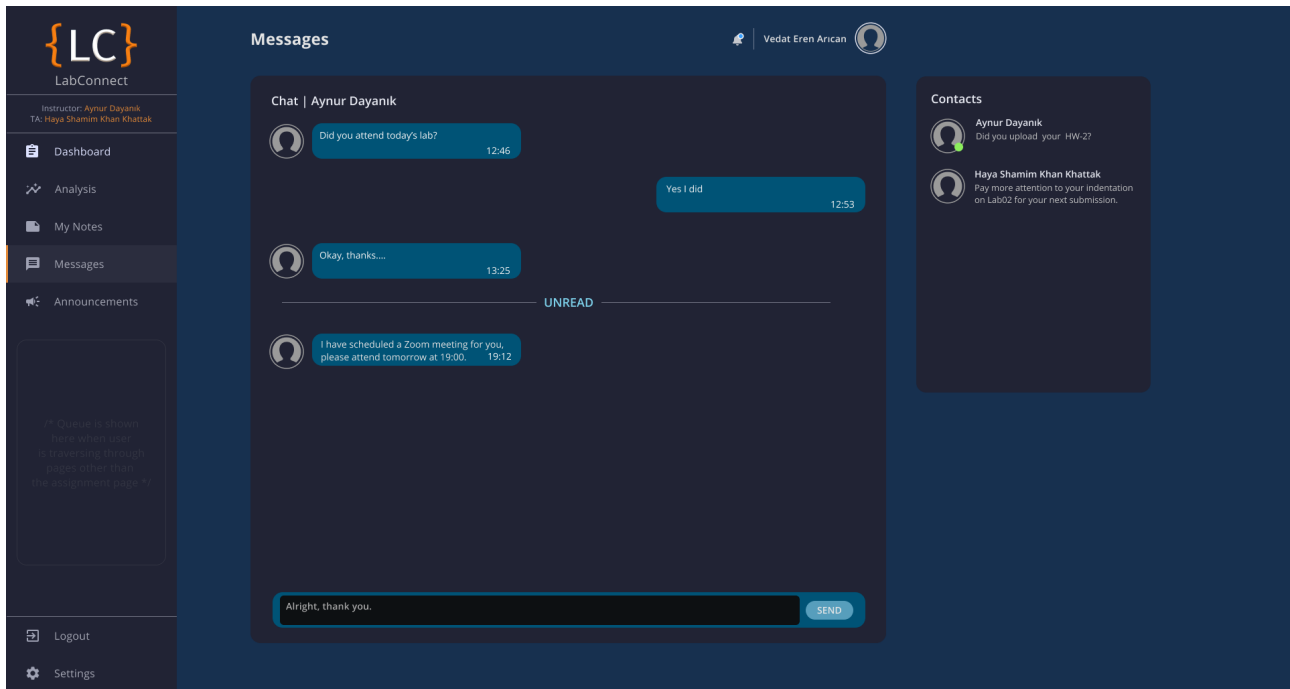 {LC}
LabConnect
Instructor: Aynur Dayanık
TA: Haya Shamim Khan Khattak
Dashboard
Analysis
My Notes
Messages
Announcements
/* Queue is shown
here when user
is traversing through
pages other than
the assignment page */
Logout
Settings
Messages
Vedat Eren Arıcan
Chat | Aynur Dayanık
Did you attend today's lab?
12:46
Yes I did
12:53
Okay, thanks....
13:25
UNREAD
I have scheduled a Zoom meeting for you,
please attend tomorrow at 19:00. 19:12
Alright, thank you.
SEND
Contacts
Aynur Dayanık
Did you upload your HW-2?
Haya Shamim Khan Khattak
Pay more attention to your indentation
on Lab02 for your next submission.